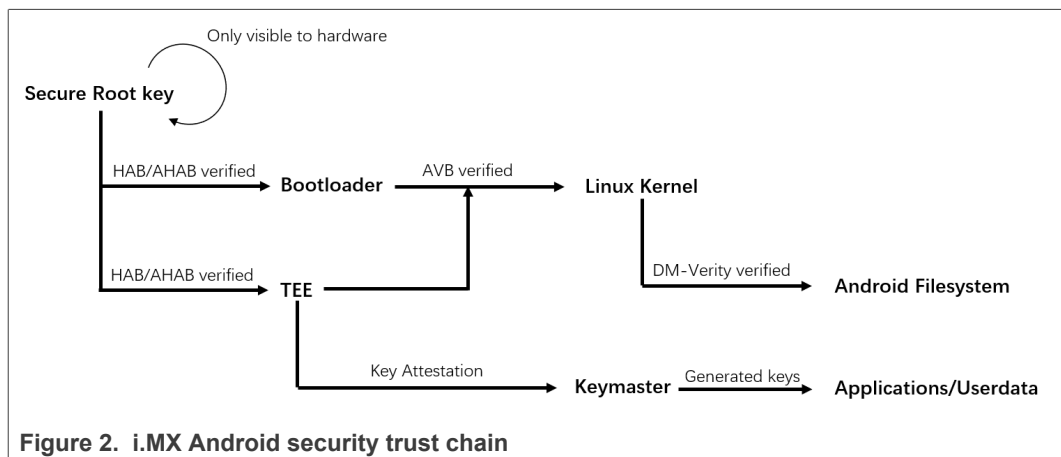 Only visible to hardware
Secure Root key
HAB/AHAB verified
Bootloader
AVB verified
Linux Kernel
HAB/AHAB verified
TEE
DM-Verity verified
Android Filesystem
Key Attestation
Keymaster
Generated keys
Applications/Userdata
Figure 2. i.MX Android security trust chain